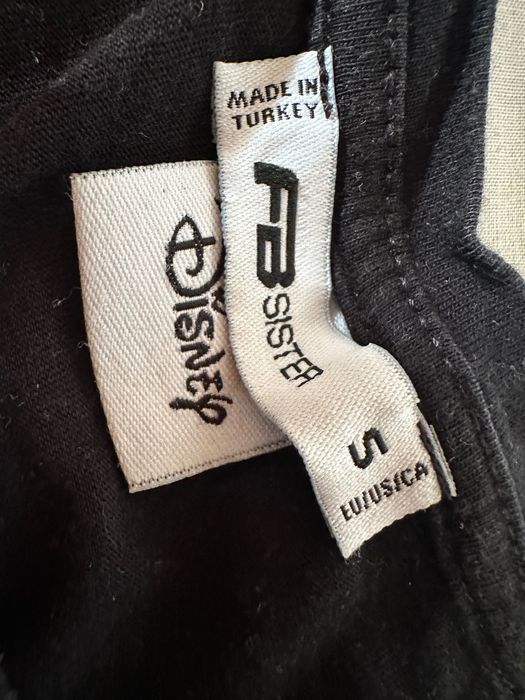 MADE IN
TURKEY
FB
SISTER
S
EU/US/CA
Disney